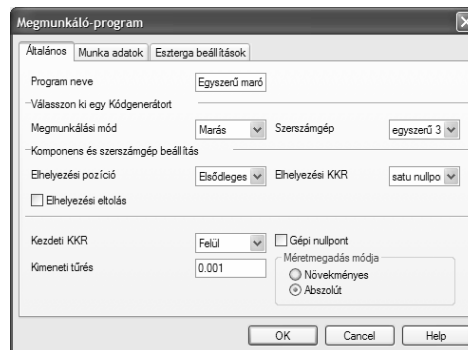 Megmunkáló-program
Általános Munka adatok Eszterga beállítások
Program neve Egyszerű maró
Válasszon ki egy Kódgenerátort
Megmunkálási mód Marás Szerszámgép egyszerű 3
Komponens és szerszámgép beállítás
Elhelyezési pozíció Elsődleges Elhelyezési KKR satu nullpo
Elhelyezési eltolás
Kezdeti KKR Felül Gépi nullpont
Kimeneti tűrés 0.001 Méretmegadás módja
Növekményes
Abszolút
OK Cancel Help